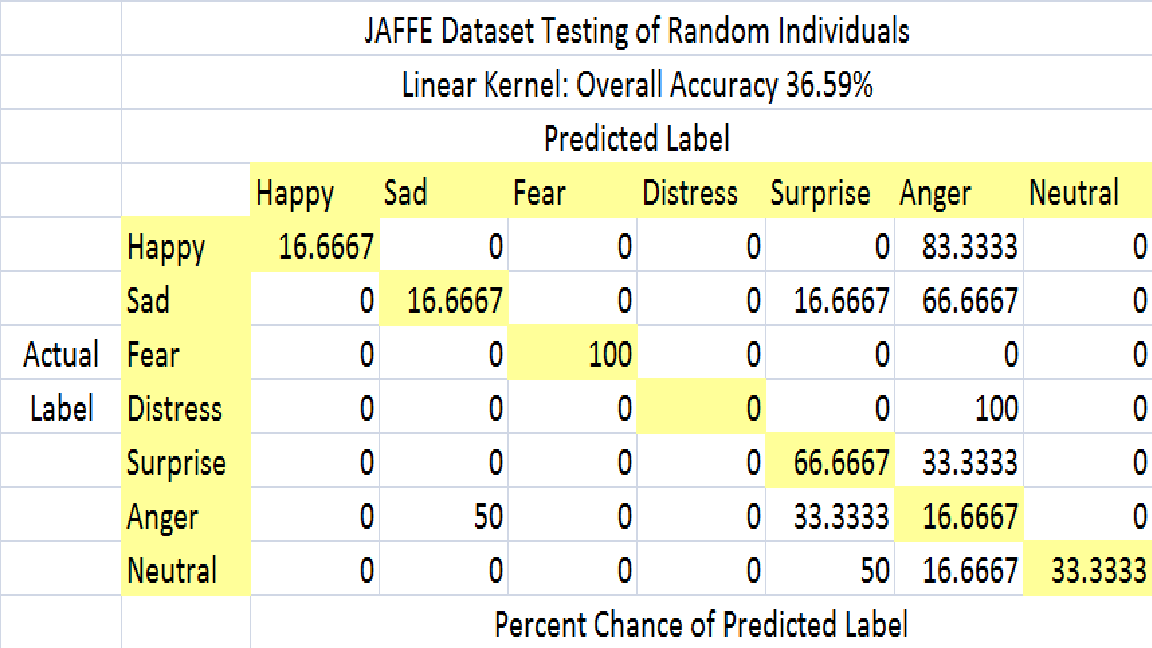 JAFFE Dataset Testing of Random Individuals
Linear Kernel: Overall Accuracy 36.59%
Predicted Label
Happy Sad Fear Distress Surprise Anger Neutral
Happy 16.6667 0 0 0 0 83.3333 0
Sad 0 16.6667 0 0 16.6667 66.6667 0
Actual Fear 0 0 100 0 0 0 0
Label Distress 0 0 0 0 0 100 0
Surprise 0 0 0 0 66.6667 33.3333 0
Anger 0 50 0 0 33.3333 16.6667 0
Neutral 0 0 0 0 50 16.6667 33.3333
Percent Chance of Predicted Label